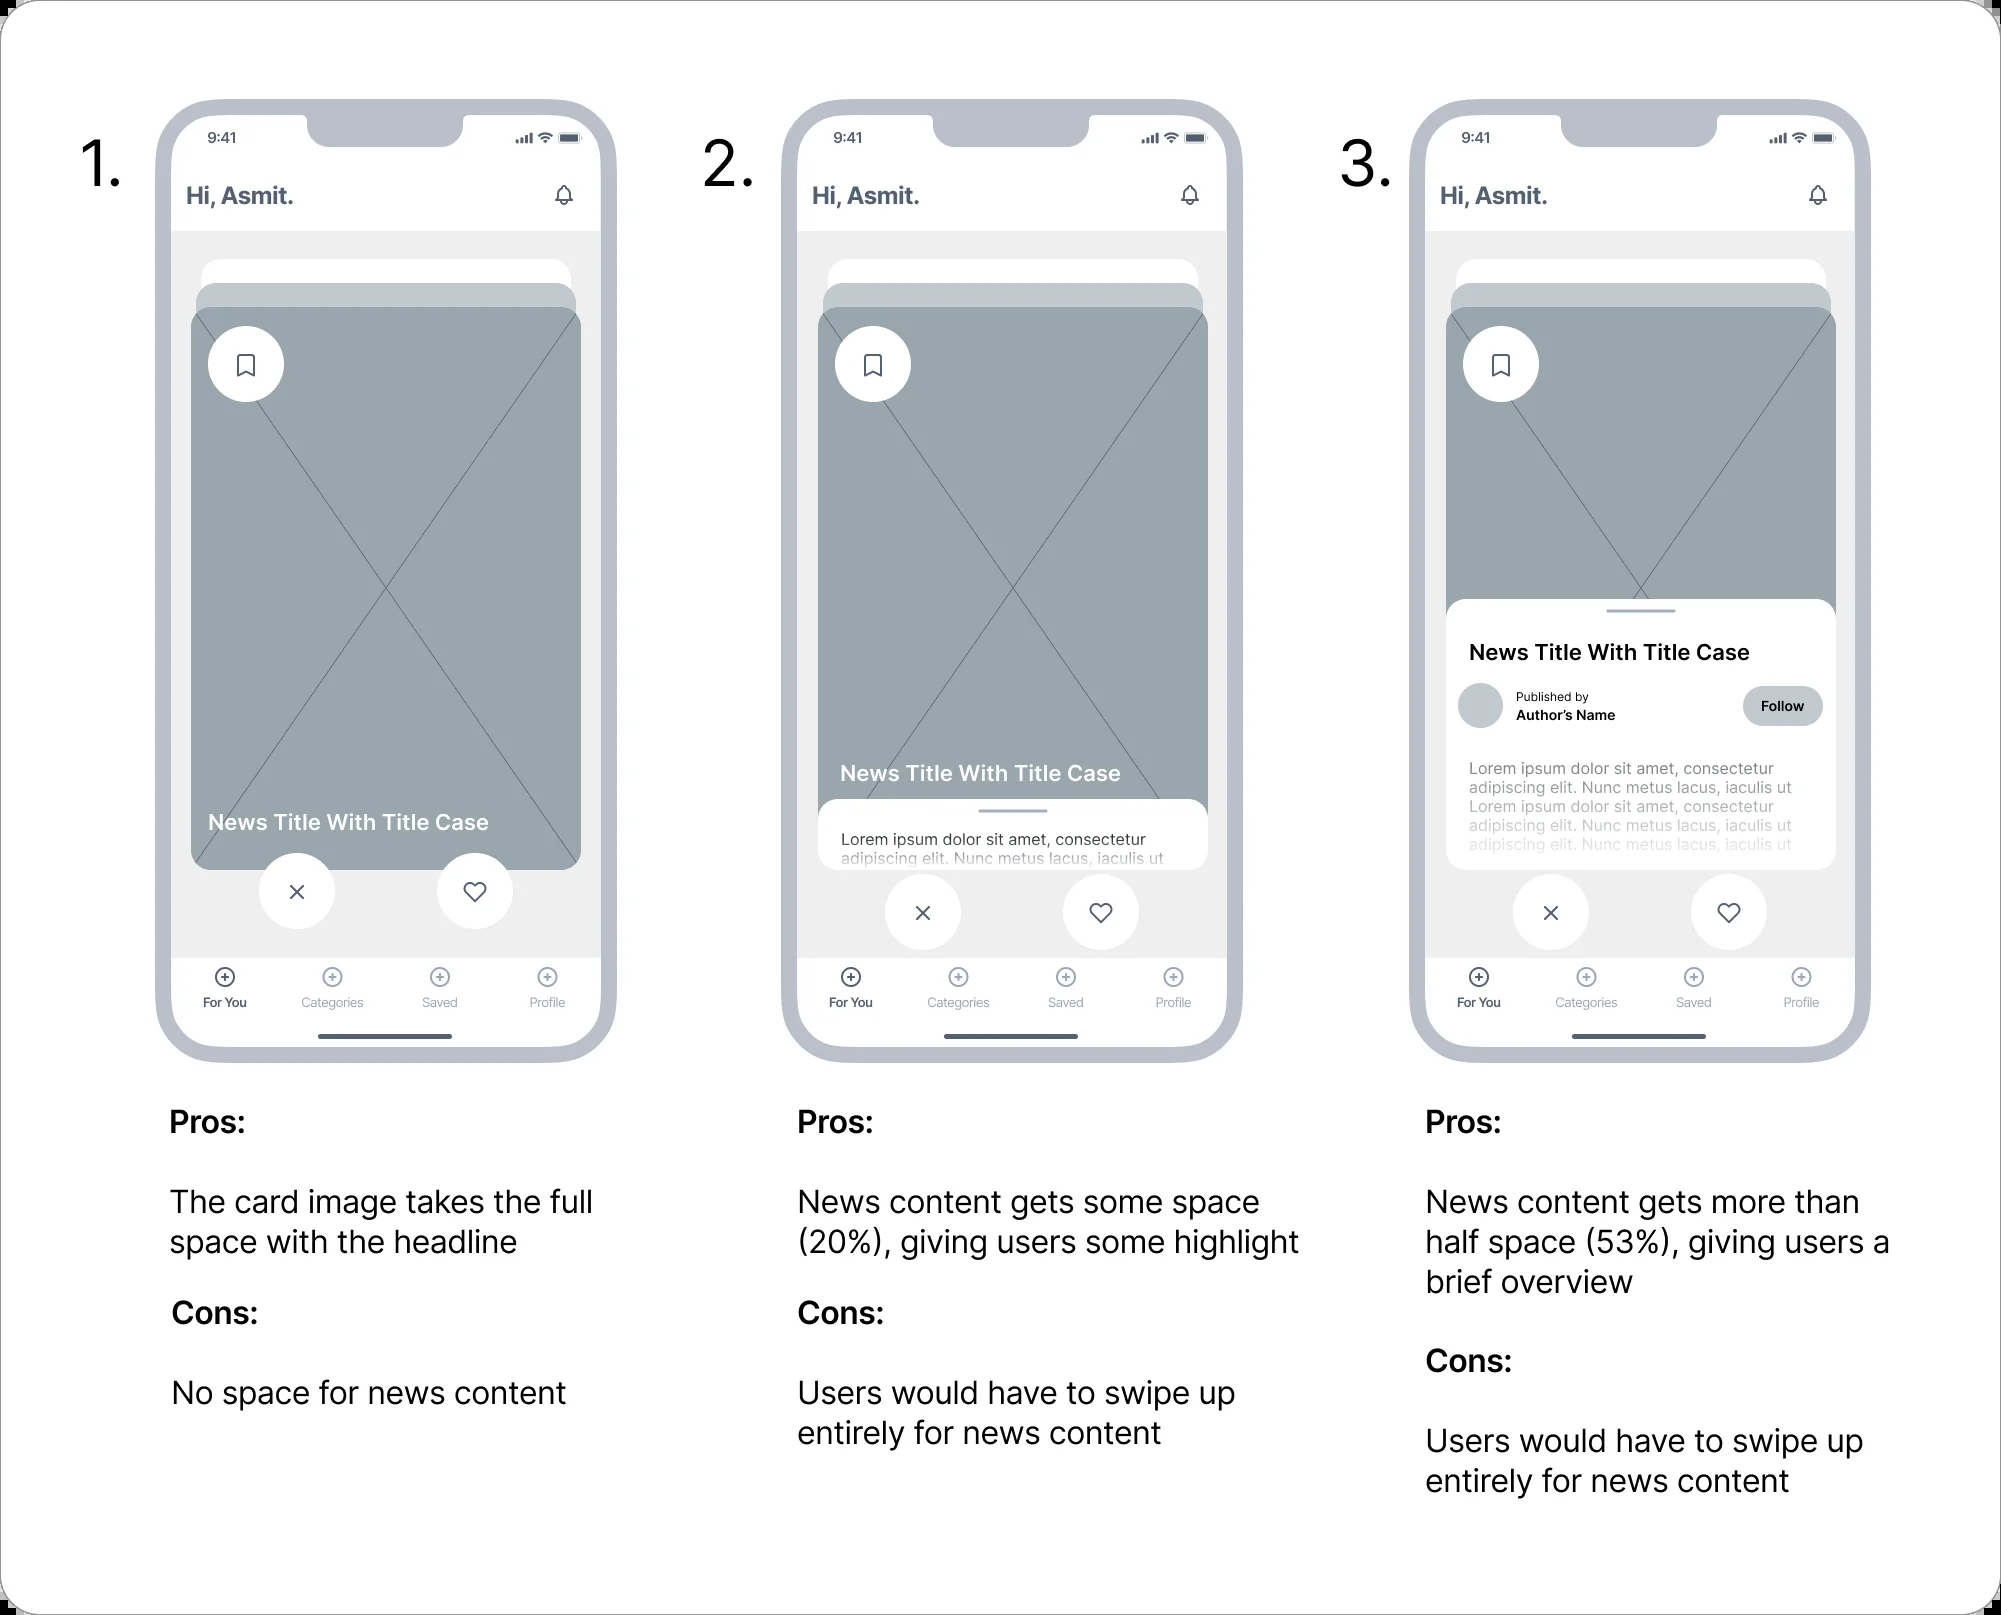 1.
9:41
Hi, Asmit.
News Title With Title Case
For You Categories Saved Profile
Pros:
The card image takes the full
space with the headline
Cons:
No space for news content
2.
9:41
Hi, Asmit.
News Title With Title Case
Lorem ipsum dolor sit amet, consectetur
adipiscing elit. Nunc metus lacus, iaculis ut
For You Categories Saved Profile
Pros:
News content gets some space
(20%), giving users some highlight
Cons:
Users would have to swipe up
entirely for news content
3.
9:41
Hi, Asmit.
News Title With Title Case
Published by
Author's Name
Follow
Lorem ipsum dolor sit amet, consectetur
adipiscing elit. Nunc metus lacus, iaculis ut
Lorem ipsum dolor sit amet, consectetur
adipiscing elit. Nunc metus lacus, iaculis ut
adipiscing elit. Nunc metus lacus, iaculis ut
For You Categories Saved Profile
Pros:
News content gets more than
half space (53%), giving users a
brief overview
Cons:
Users would have to swipe up
entirely for news content